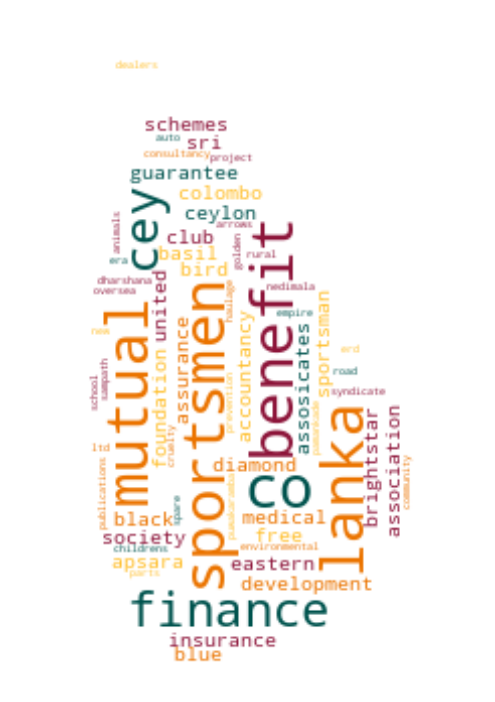 dealers
schemes
auto
sri
consultancy
project
guarantee
colombo
cey
ceylon
animals
arrows
club
benefit
golden
basil
rural
era
bird
dharshana
united
oversea
nedimala
mutual
sportsmen
haulage
sportsman
empire
assurance
accountancy
assosicates
new
foundation
erd
school
sampath
prevention
road
syndicate
lanka
brightstar
association
cruelty
ltd
diamond
publications
community
co
spare
black
medical
society
free
childrens
environmental
apsara
eastern
parts
development
finance
insurance
blue